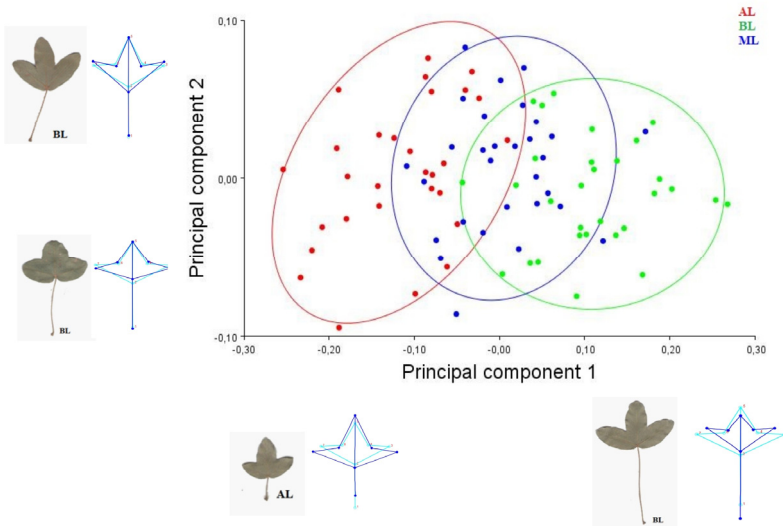 0,10
AL
BL
ML
Principal component 2
BL
0,00
BL
-0,10
-0,30
-0,20
-0,10
-0,00
0,10
0,20
0,30
Principal component 1
AL
BL